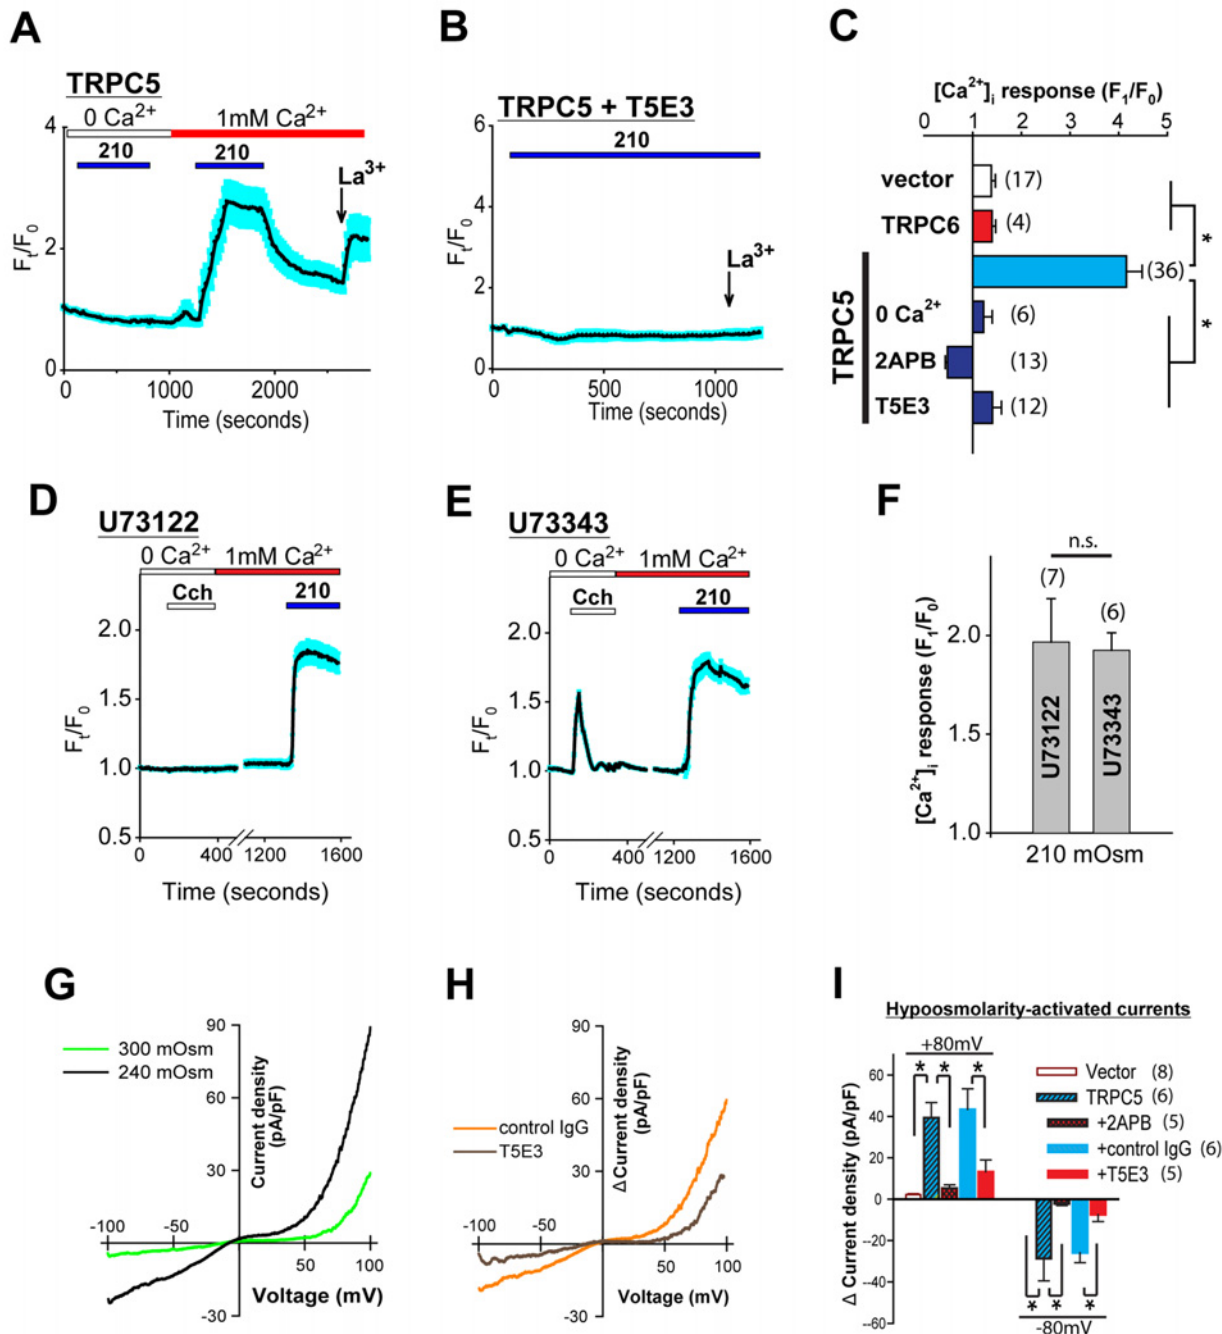 A
TRPC5
0 Ca2+ 1mM Ca2+
210 210
La3+
4
2
0
Ft/F0
0 1000 2000
Time (seconds)
B
TRPC5 + T5E3
210
La3+
6
4
2
0
Ft/F0
0 500 1000
Time (seconds)
C
[Ca2+]i response (F1/F0)
0 1 2 3 4 5
vector (17)
TRPC6 (4)
(36)
0 Ca2+ (6)
2APB (13)
T5E3 (12)
TRPC5
*
*
D
U73122
0 Ca2+ 1mM Ca2+
Cch 210
2.0
1.5
1.0
0.5
Ft/F0
0 400 1200 1600
Time (seconds)
E
U73343
0 Ca2+ 1mM Ca2+
Cch 210
2.0
1.5
1.0
0.5
Ft/F0
0 400 1200 1600
Time (seconds)
F
n.s.
(7) (6)
2.0
1.5
1.0
[Ca2+]i response (F1/F0)
U73122 U73343
210 mOsm
G
300 mOsm
240 mOsm
90
60
30
-30
Current density
(pA/pF)
-100 -50 50 100
Voltage (mV)
H
control IgG
T5E3
90
60
30
-30
Δ Current density
(pA/pF)
-100 -50 50 100
Voltage (mV)
I
Hypoosmolarity-activated currents
+80mV
* * *
Vector (8)
TRPC5 (6)
+2APB (5)
+control IgG (6)
+T5E3 (5)
60
40
20
0
-20
-40
-60
Δ Current density (pA/pF)
* * *
-80mV